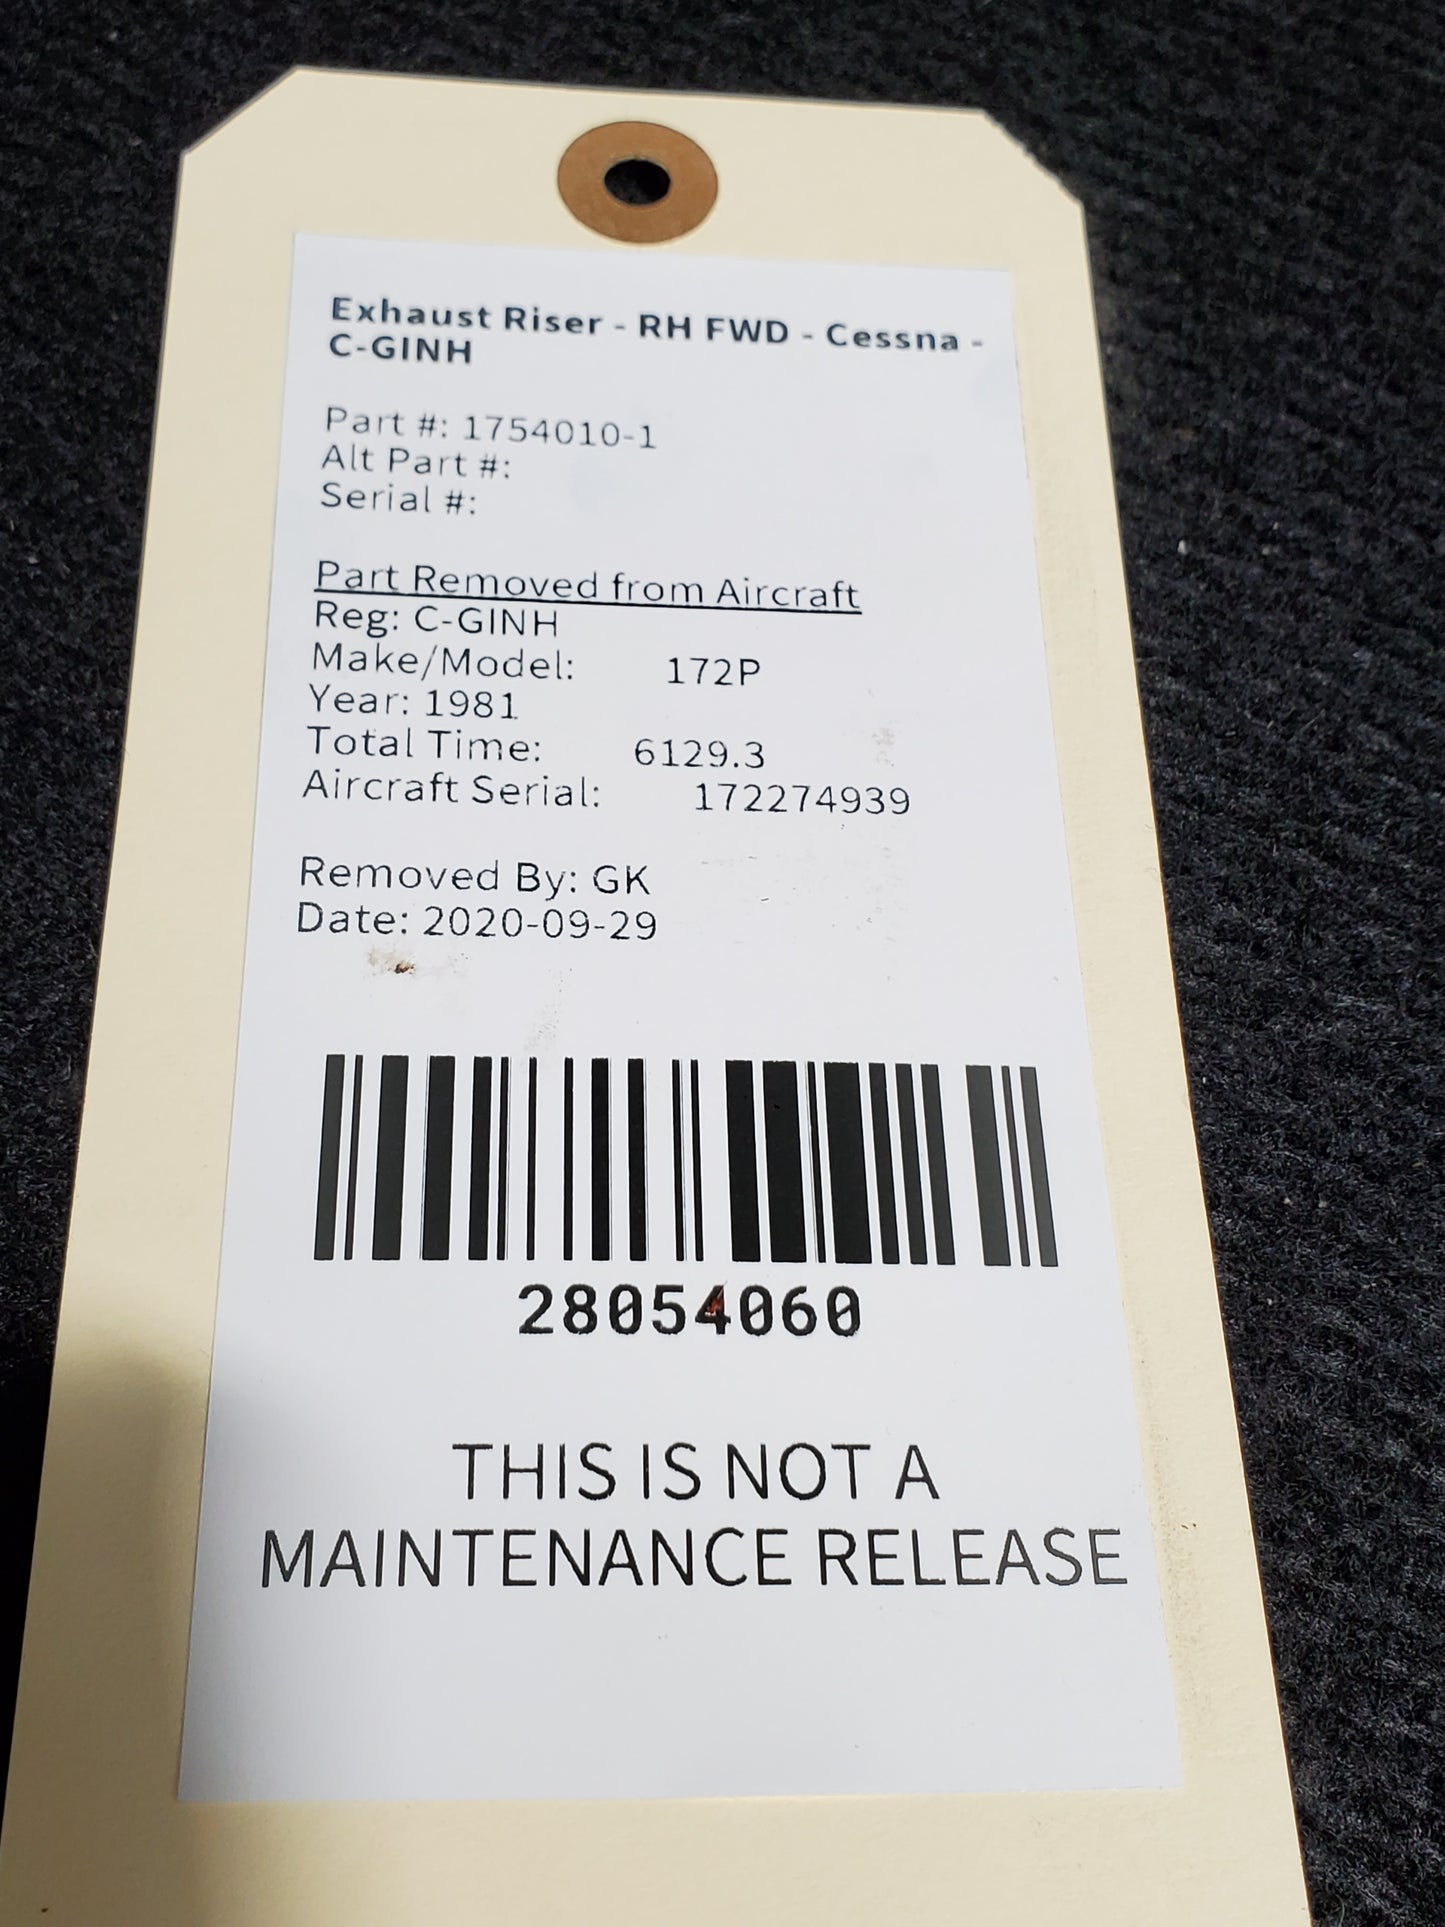 Exhaust Riser - RH FWD - Cessna -
C-GINH
Part #: 1754010-1
Alt Part #:
Serial #:
Part Removed from Aircraft
Reg: C-GINH
Make/Model: 172P
Year: 1981
Total Time: 6129.3
Aircraft Serial: 172274939
Removed By: GK
Date: 2020-09-29
28054060
THIS IS NOT A
MAINTENANCE RELEASE